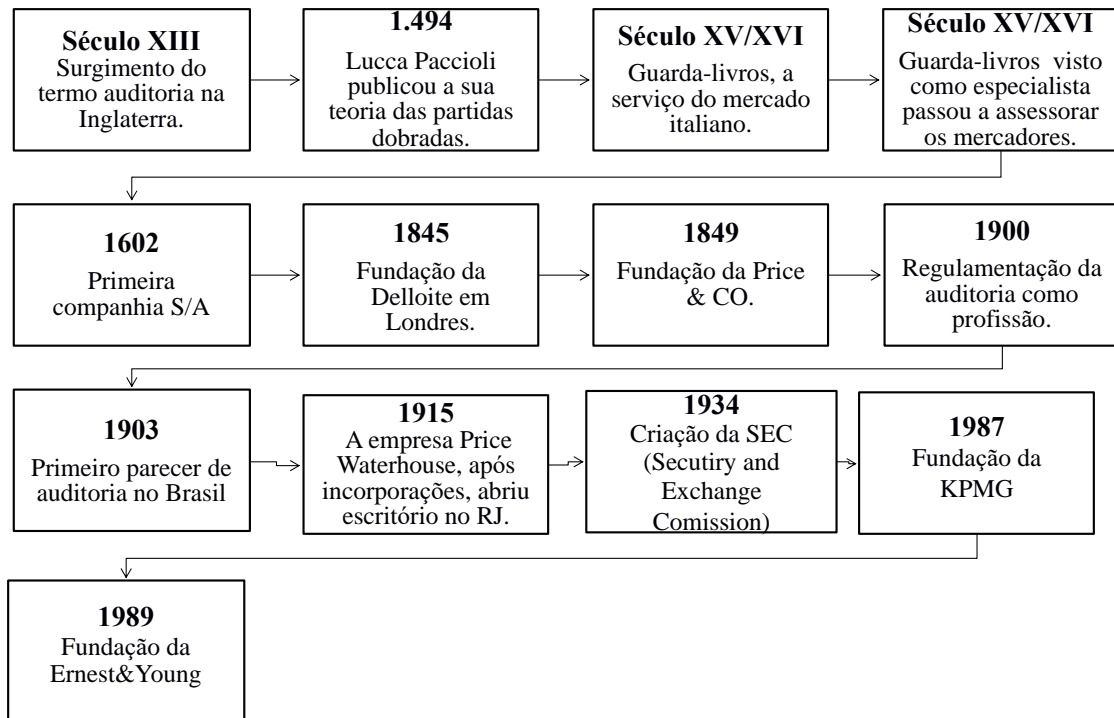 Século XIII
Surgimento do
termo auditoria na
Inglaterra.
1.494
Lucca Paccioli
publicou a sua
teoria das partidas
dobradas.
Século XV/XVI
Guarda-livros, a
serviço do mercado
italiano.
Século XV/XVI
Guarda-livros visto
como especialista
passou a assessorar
os mercadores.
1602
Primeira
companhia S/A
1845
Fundação da
Delloite em
Londres.
1849
Fundação da Price
& CO.
1900
Regulamentação da
auditoria como
profissão.
1903
Primeiro parecer de
auditoria no Brasil
1915
A empresa Price
Waterhouse, após
incorporações, abriu
escritório no RJ.
1934
Criação da SEC
(Secutiry and
Exchange
Comission)
1987
Fundação da
KPMG
1989
Fundação da
Ernest&Young